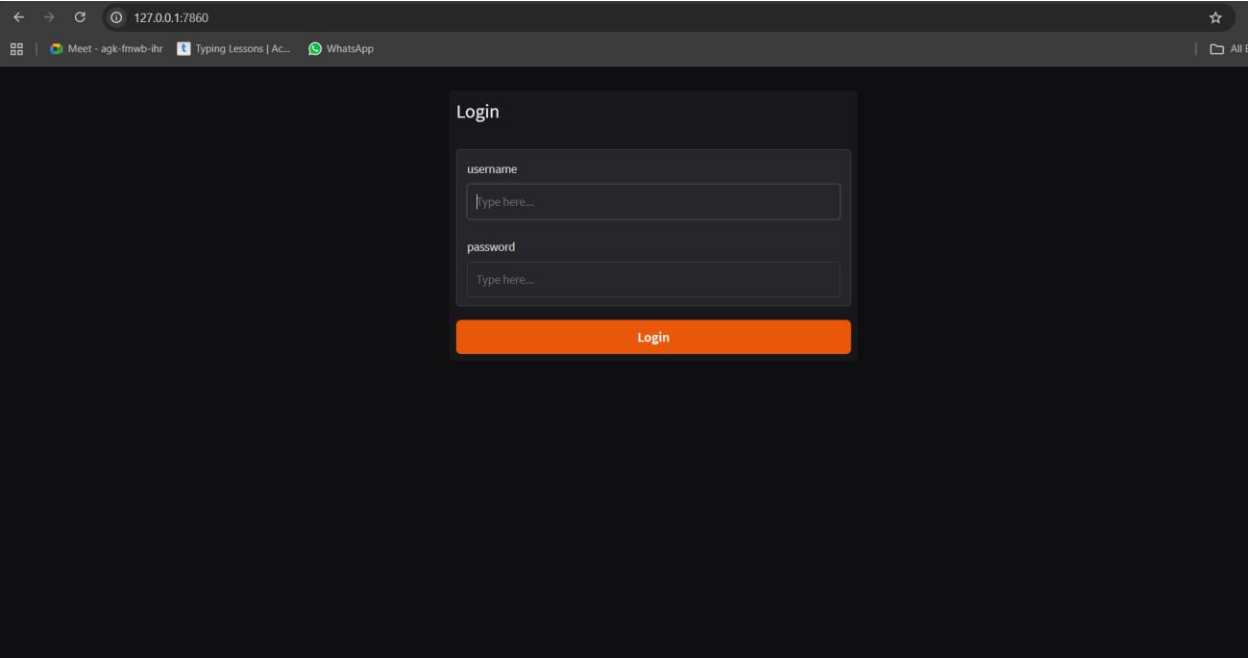 127.0.0.1:7860
Meet - agk-fmwb-ihr Typing Lessons | Ac... WhatsApp All B
Login
username
Type here...
password
Type here...
Login